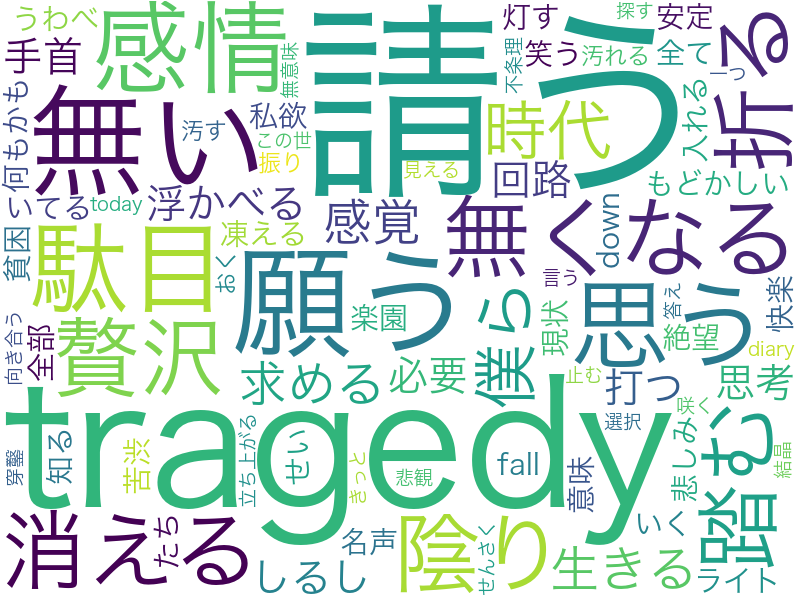 うわべ
感情
請う
灯す
探す
安定
手首
無意味
不条理
笑う
汚れる
全て
一つ
折る
何もかも
無い
汚す
私欲
この世
振り
時代
見える
入れる
回路
もどかしい
いてる
today
浮かべる
感覚
無くなる
down
貧困
駄目
凍える
おく
願う
言う
思う
答え
快楽
向き合う
全部
贅沢
楽園
僕ら
現状
絶望
diary
求める
必要
打つ
止む
思考
tragedy
選択
咲く
踏む
穿鑿
知る
苦渋
立ち上がる
せい
きっと
悲観
fall
意味
悲しみ
結晶
消える
たち
しるし
名声
陰り
せんさく
生きる
いく
ライト